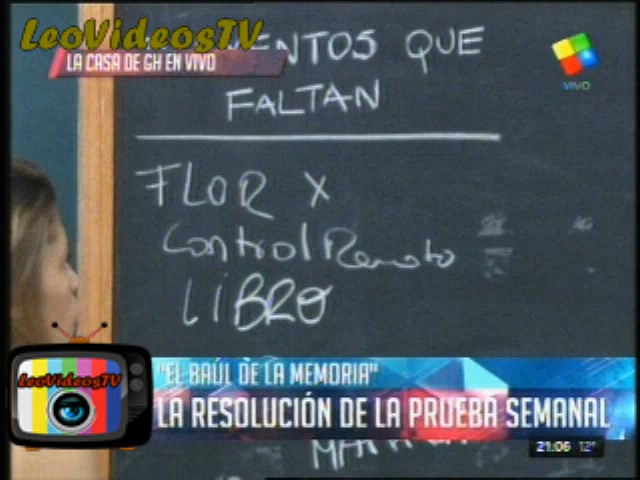 LeoVideosTV
LA CASA DE GH EN VIVO
QUE
FALTAN
VIVO
FLOR X
Control Remoto
LIBRO
"EL BAÚL DE LA MEMORIA"
LeoVideosTV
LA RESOLUCIÓN DE LA PRUEBA SEMANAL
21:06 12°